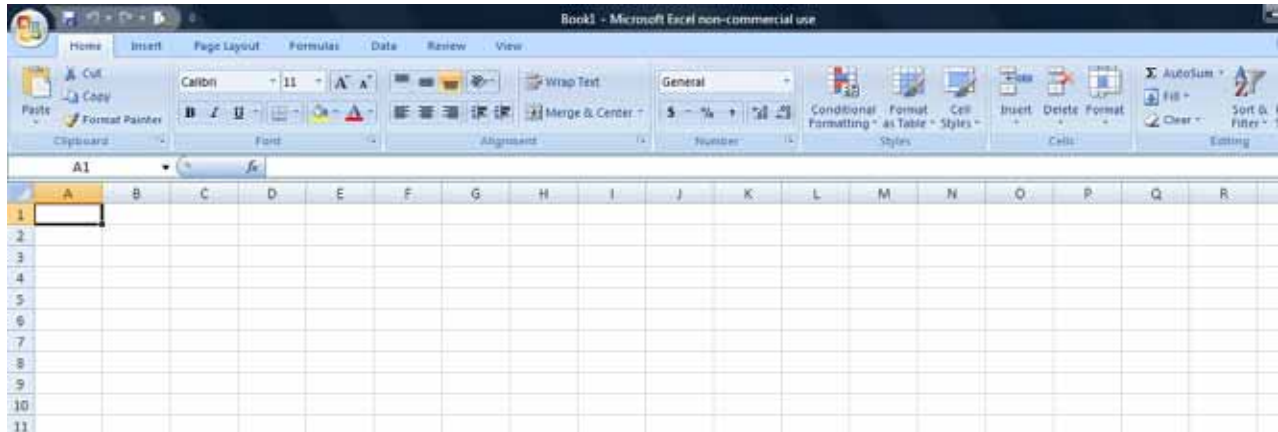 Book1 - Microsoft Excel non-commercial use
Home Insert Page Layout Formulas Data Review View
Paste
Cut
Copy
Format Painter
Clipboard
Calibri 11 A A
B I U A
Font
Wrap Text
Merge & Center
Alignment
General
$ % ,
Number
Conditional Formatting
Format as Table
Cell Styles
Styles
Insert Delete Format
Cells
Σ AutoSum
Fill
Clear
Sort & Filter
Editing
A1 fx
A B C D E F G H I J K L M N O P Q R
1
2
3
4
5
6
7
8
9
10
11